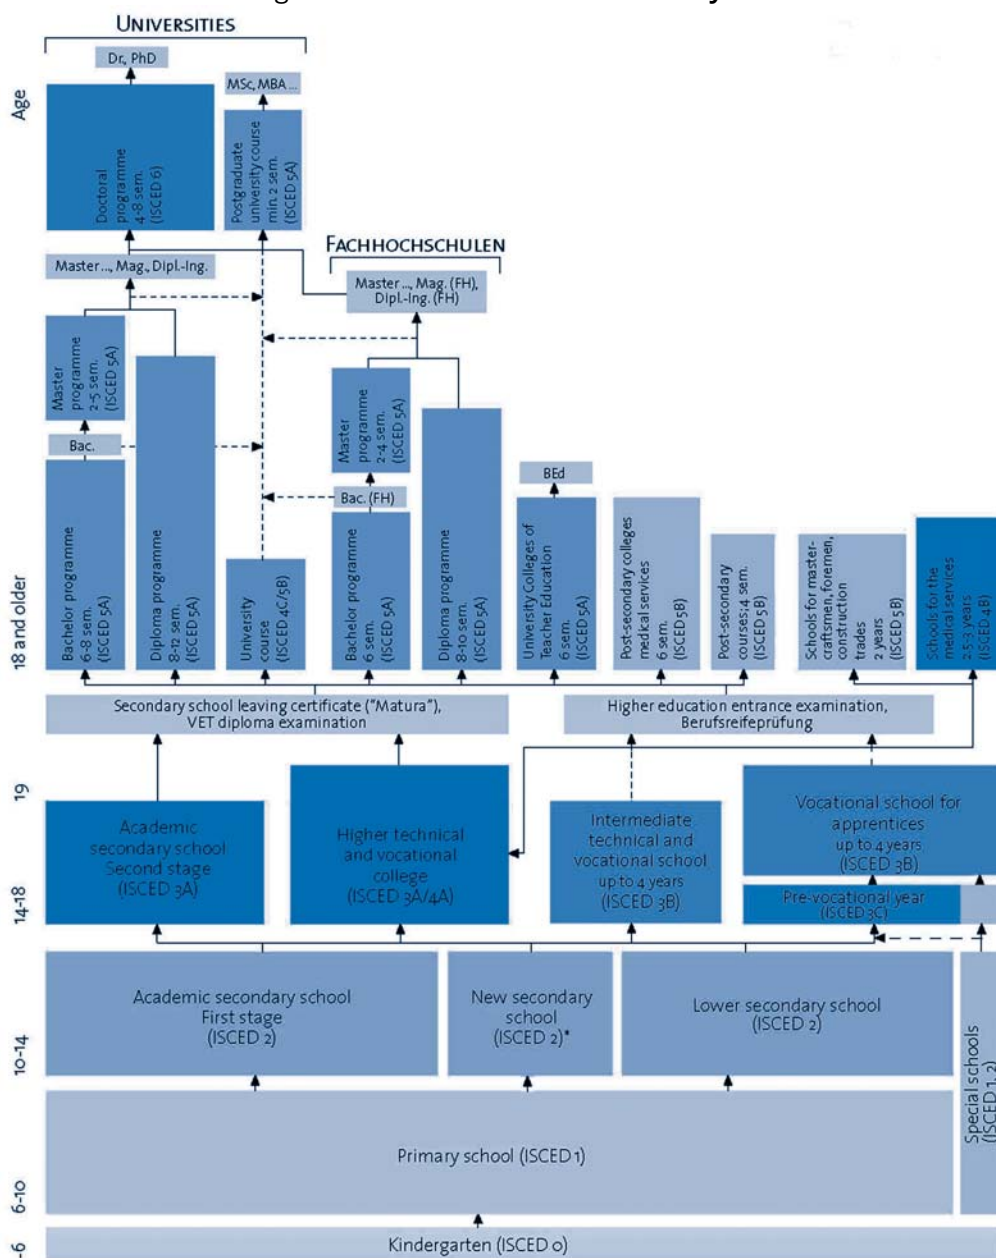 UNIVERSITIES
Dr., PhD
MSc, MBA ...
Age
Doctoral
programme
4-8 sem.
(ISCED 6)
Postgraduate
university course
min. 2 sem.
(ISCED 5A)
FACHHOCHSCHULEN
Master ..., Mag., Dipl.-Ing.
Master ..., Mag. (FH),
Dipl.-Ing. (FH)
Master
programme
2-5 sem.
(ISCED 5A)
Master
programme
2-4 sem.
(ISCED 5A)
Bac.
BEd
Bac. (FH)
18 and older
Bachelor programme
6-8 sem.
(ISCED 5A)
Diploma programme
8-12 sem.
(ISCED 5A)
University
course
(ISCED 4C/5B)
Bachelor programme
6 sem.
(ISCED 5A)
Diploma programme
8-10 sem.
(ISCED 5A)
University Colleges of
Teacher Education
6 sem.
(ISCED 5A)
Post-secondary colleges
medical services
6 sem.
(ISCED 5B)
Post-secondary
courses; 4 sem.
(ISCED 5B)
Schools for master-
craftsmen, foremen,
construction
trades
2 years
(ISCED 5B)
Schools for the
medical services
2,5-3 years
(ISCED 4B)
Secondary school leaving certificate ("Matura"),
VET diploma examination
Higher education entrance examination,
Berufsreifeprüfung
19
14-18
Academic
secondary school
Second stage
(ISCED 3A)
Higher technical
and vocational
college
(ISCED 3A/4A)
Intermediate
technical and
vocational school
up to 4 years
(ISCED 3B)
Vocational school for
apprentices
up to 4 years
(ISCED 3B)
Pre-vocational year
(ISCED 3C)
10-14
Academic secondary school
First stage
(ISCED 2)
New secondary
school
(ISCED 2)*
Lower secondary school
(ISCED 2)
Special schools
(ISCED 1, 2)
6-10
Primary school (ISCED 1)
-6
Kindergarten (ISCED 0)